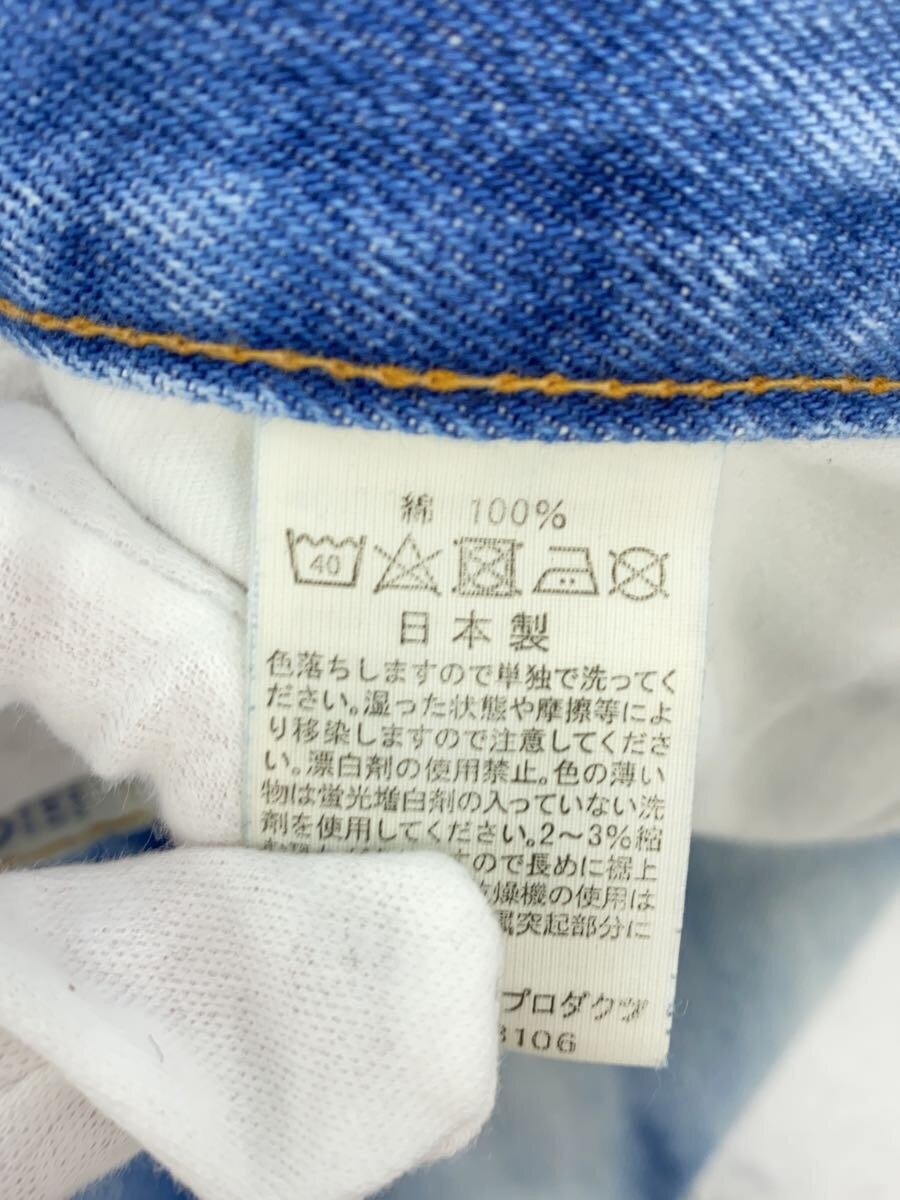 綿 100%
40
日本製
色落ちしますので単独で洗ってく
ださい。湿った状態や摩擦等によ
り移染しますので注意してくださ
い。漂白剤の使用禁止。色の薄い
物は蛍光増白剤の入っていない洗
剤を使用してください。2〜3%縮
ので長めに裾上
燥機の使用は
突起部分に
プロダクツ
3106